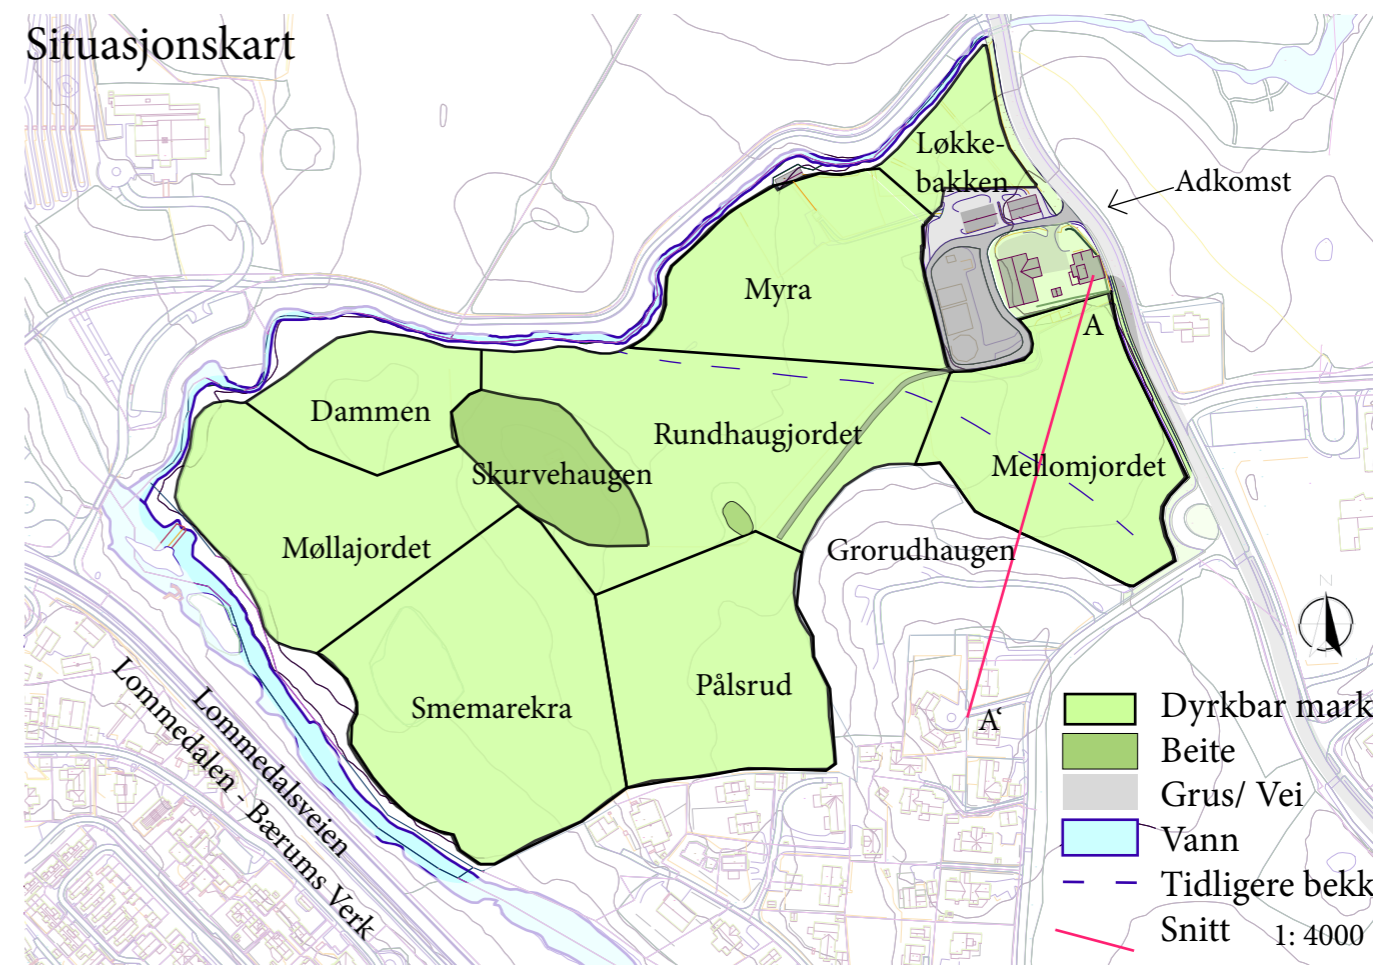 Situasjonskart
Løkke-
bakken
Adkomst
Myra
A
Dammen
Rundhaugjordet
Skurvehaugen
Mellomjordet
Møllajordet
Grorudhaugen
N
Pålsrud
Smemarekra
A‘
Lommedalsveien
Lommedalen - Bærums Verk
Dyrkbar mark
Beite
Grus/ Vei
Vann
Tidligere bekk
Snitt
1: 4000